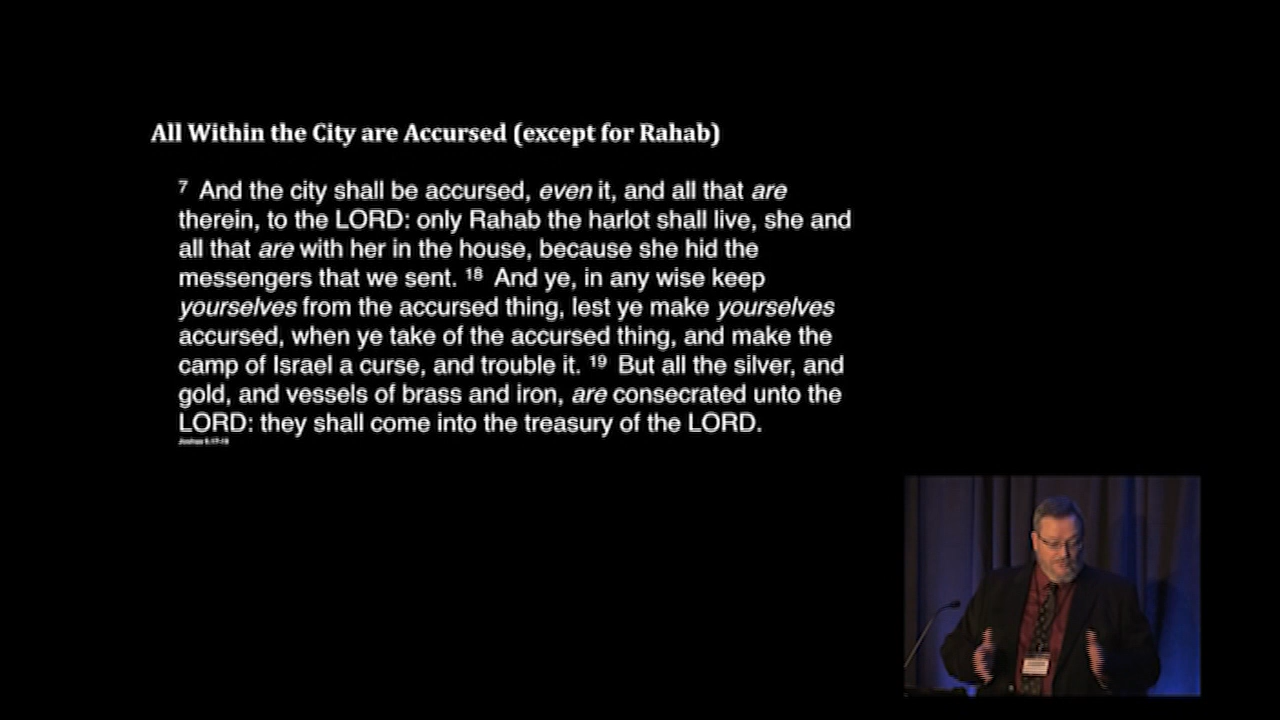 All Within the City are Accursed (except for Rahab)
7 And the city shall be accursed, even it, and all that are
therein, to the LORD: only Rahab the harlot shall live, she and
all that are with her in the house, because she hid the
messengers that we sent. 18 And ye, in any wise keep
yourselves from the accursed thing, lest ye make yourselves
accursed, when ye take of the accursed thing, and make the
camp of Israel a curse, and trouble it. 19 But all the silver, and
gold, and vessels of brass and iron, are consecrated unto the
LORD: they shall come into the treasury of the LORD.
Joshua 6:17-19